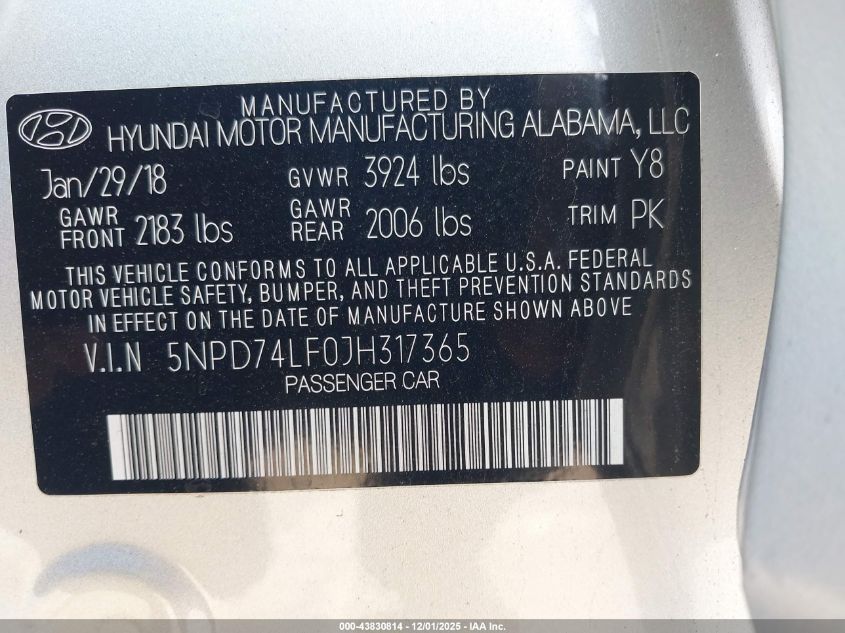 MANUFACTURED BY
HYUNDAI MOTOR MANUFACTURING ALABAMA, LLC
Jan/29/18 GVWR 3924 lbs PAINT Y8
GAWR FRONT 2183 lbs GAWR REAR 2006 lbs TRIM PK
THIS VEHICLE CONFORMS TO ALL APPLICABLE U.S.A. FEDERAL
MOTOR VEHICLE SAFETY, BUMPER, AND THEFT PREVENTION STANDARDS
IN EFFECT ON THE DATE OF MANUFACTURE SHOWN ABOVE
V.I.N 5NPD74LF0JH317365
PASSENGER CAR
000-43830814 - 12/01/2025 - IAA Inc.